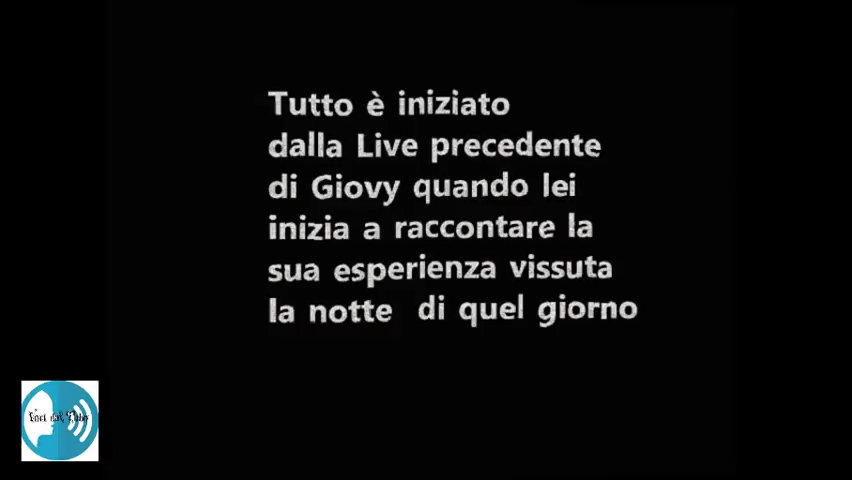 Tutto è iniziato
dalla Live precedente
di Giovy quando lei
inizia a raccontare la
sua esperienza vissuta
la notte di quel giorno